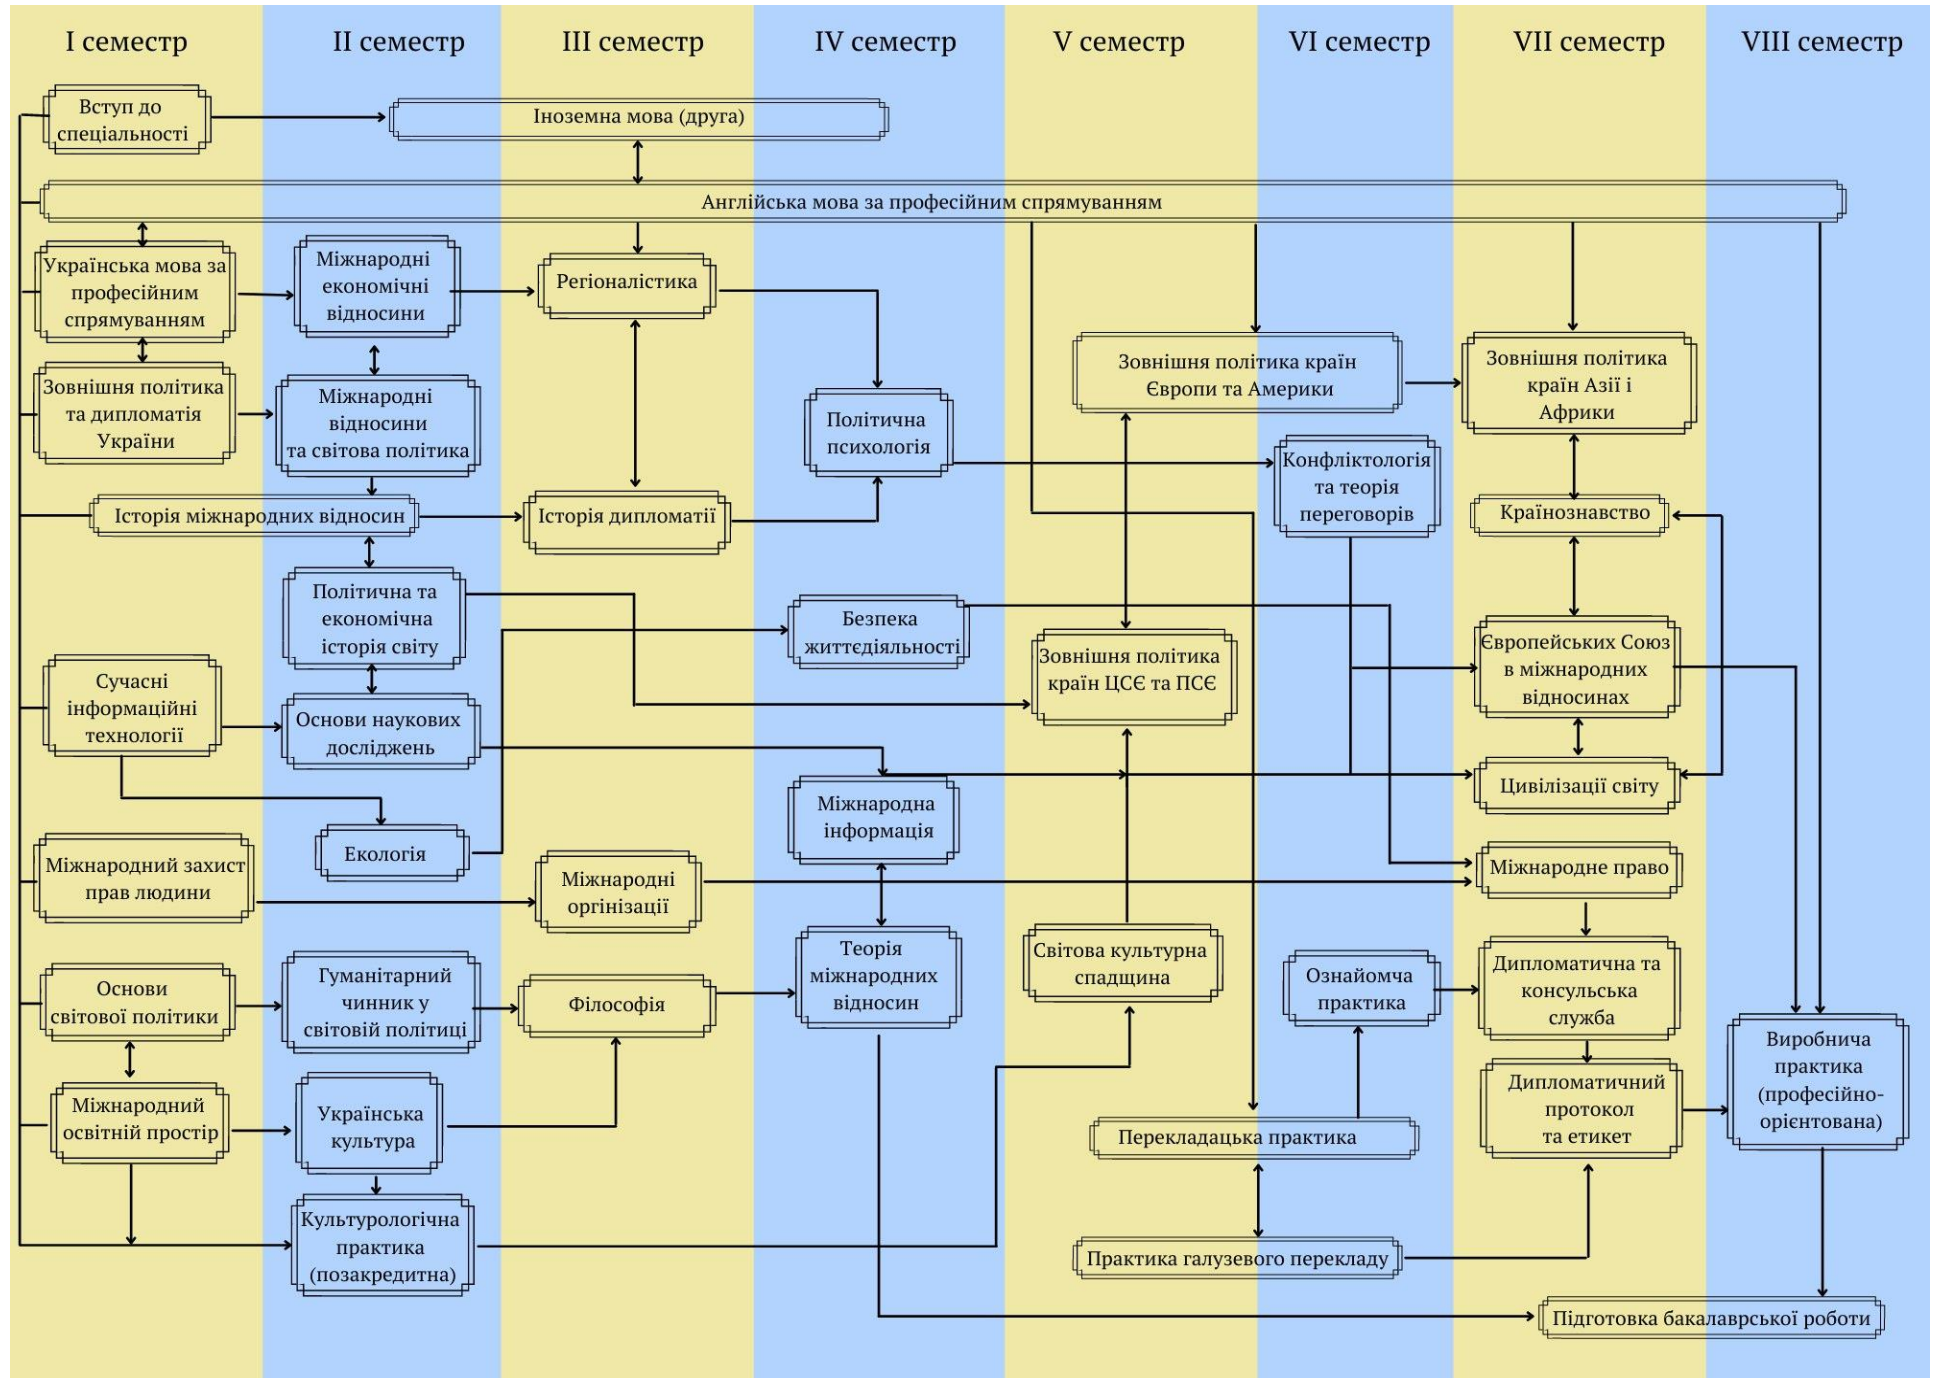 I семестр
II семестр
III семестр
IV семестр
V семестр
VI семестр
VII семестр
VIII семестр
Вступ до
спеціальності
Іноземна мова (друга)
Англійська мова за професійним спрямуванням
Українська мова за
професійним
спрямуванням
Міжнародні
економічні
відносини
Регіоналістика
Зовнішня політика країн
Європи та Америки
Зовнішня політика
країн Азії і
Африки
Зовнішня політика
та дипломатія
України
Міжнародні
відносини
та світова політика
Політична
психологія
Конфліктологія
та теорія
переговорів
Історія міжнародних відносин
Історія дипломатії
Країнознавство
Політична та
економічна
історія світу
Безпека
життєдіяльності
Зовнішня політика
країн ЦСЄ та ПСЄ
Європейських Союз
в міжнародних
відносинах
Сучасні
інформаційні
технології
Основи наукових
досліджень
Міжнародна
інформація
Цивілізації світу
Екологія
Міжнародний захист
прав людини
Міжнародні
оргінізації
Міжнародне право
Основи
світової політики
Гуманітарний
чинник у
світовій політиці
Філософія
Теорія
міжнародних
відносин
Світова культурна
спадщина
Ознайомча
практика
Дипломатична та
консульська
служба
Виробнича
практика
(професійно-
орієнтована)
Міжнародний
освітній простір
Українська
культура
Перекладацька практика
Дипломатичний
протокол
та етикет
Культурологічна
практика
(позакредитна)
Практика галузевого перекладу
Підготовка бакалаврської роботи